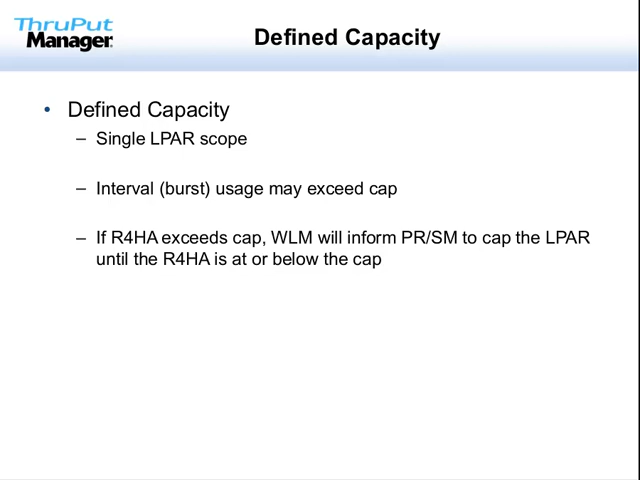 ThruPut
Manager
Defined Capacity
• Defined Capacity
– Single LPAR scope
– Interval (burst) usage may exceed cap
– If R4HA exceeds cap, WLM will inform PR/SM to cap the LPAR
until the R4HA is at or below the cap